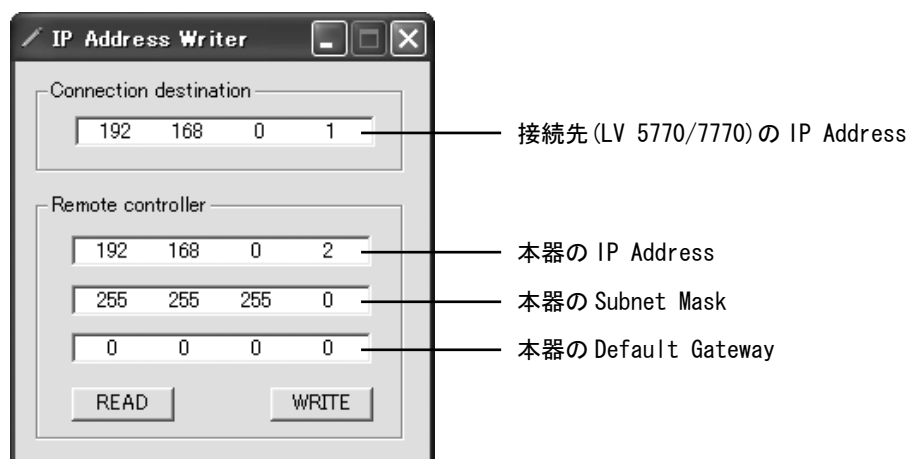 IP Address Writer
Connection destination
192 168 0 1
接続先(LV 5770/7770)の IP Address
Remote controller
192 168 0 2
本器の IP Address
255 255 255 0
本器の Subnet Mask
0 0 0 0
本器の Default Gateway
READ WRITE